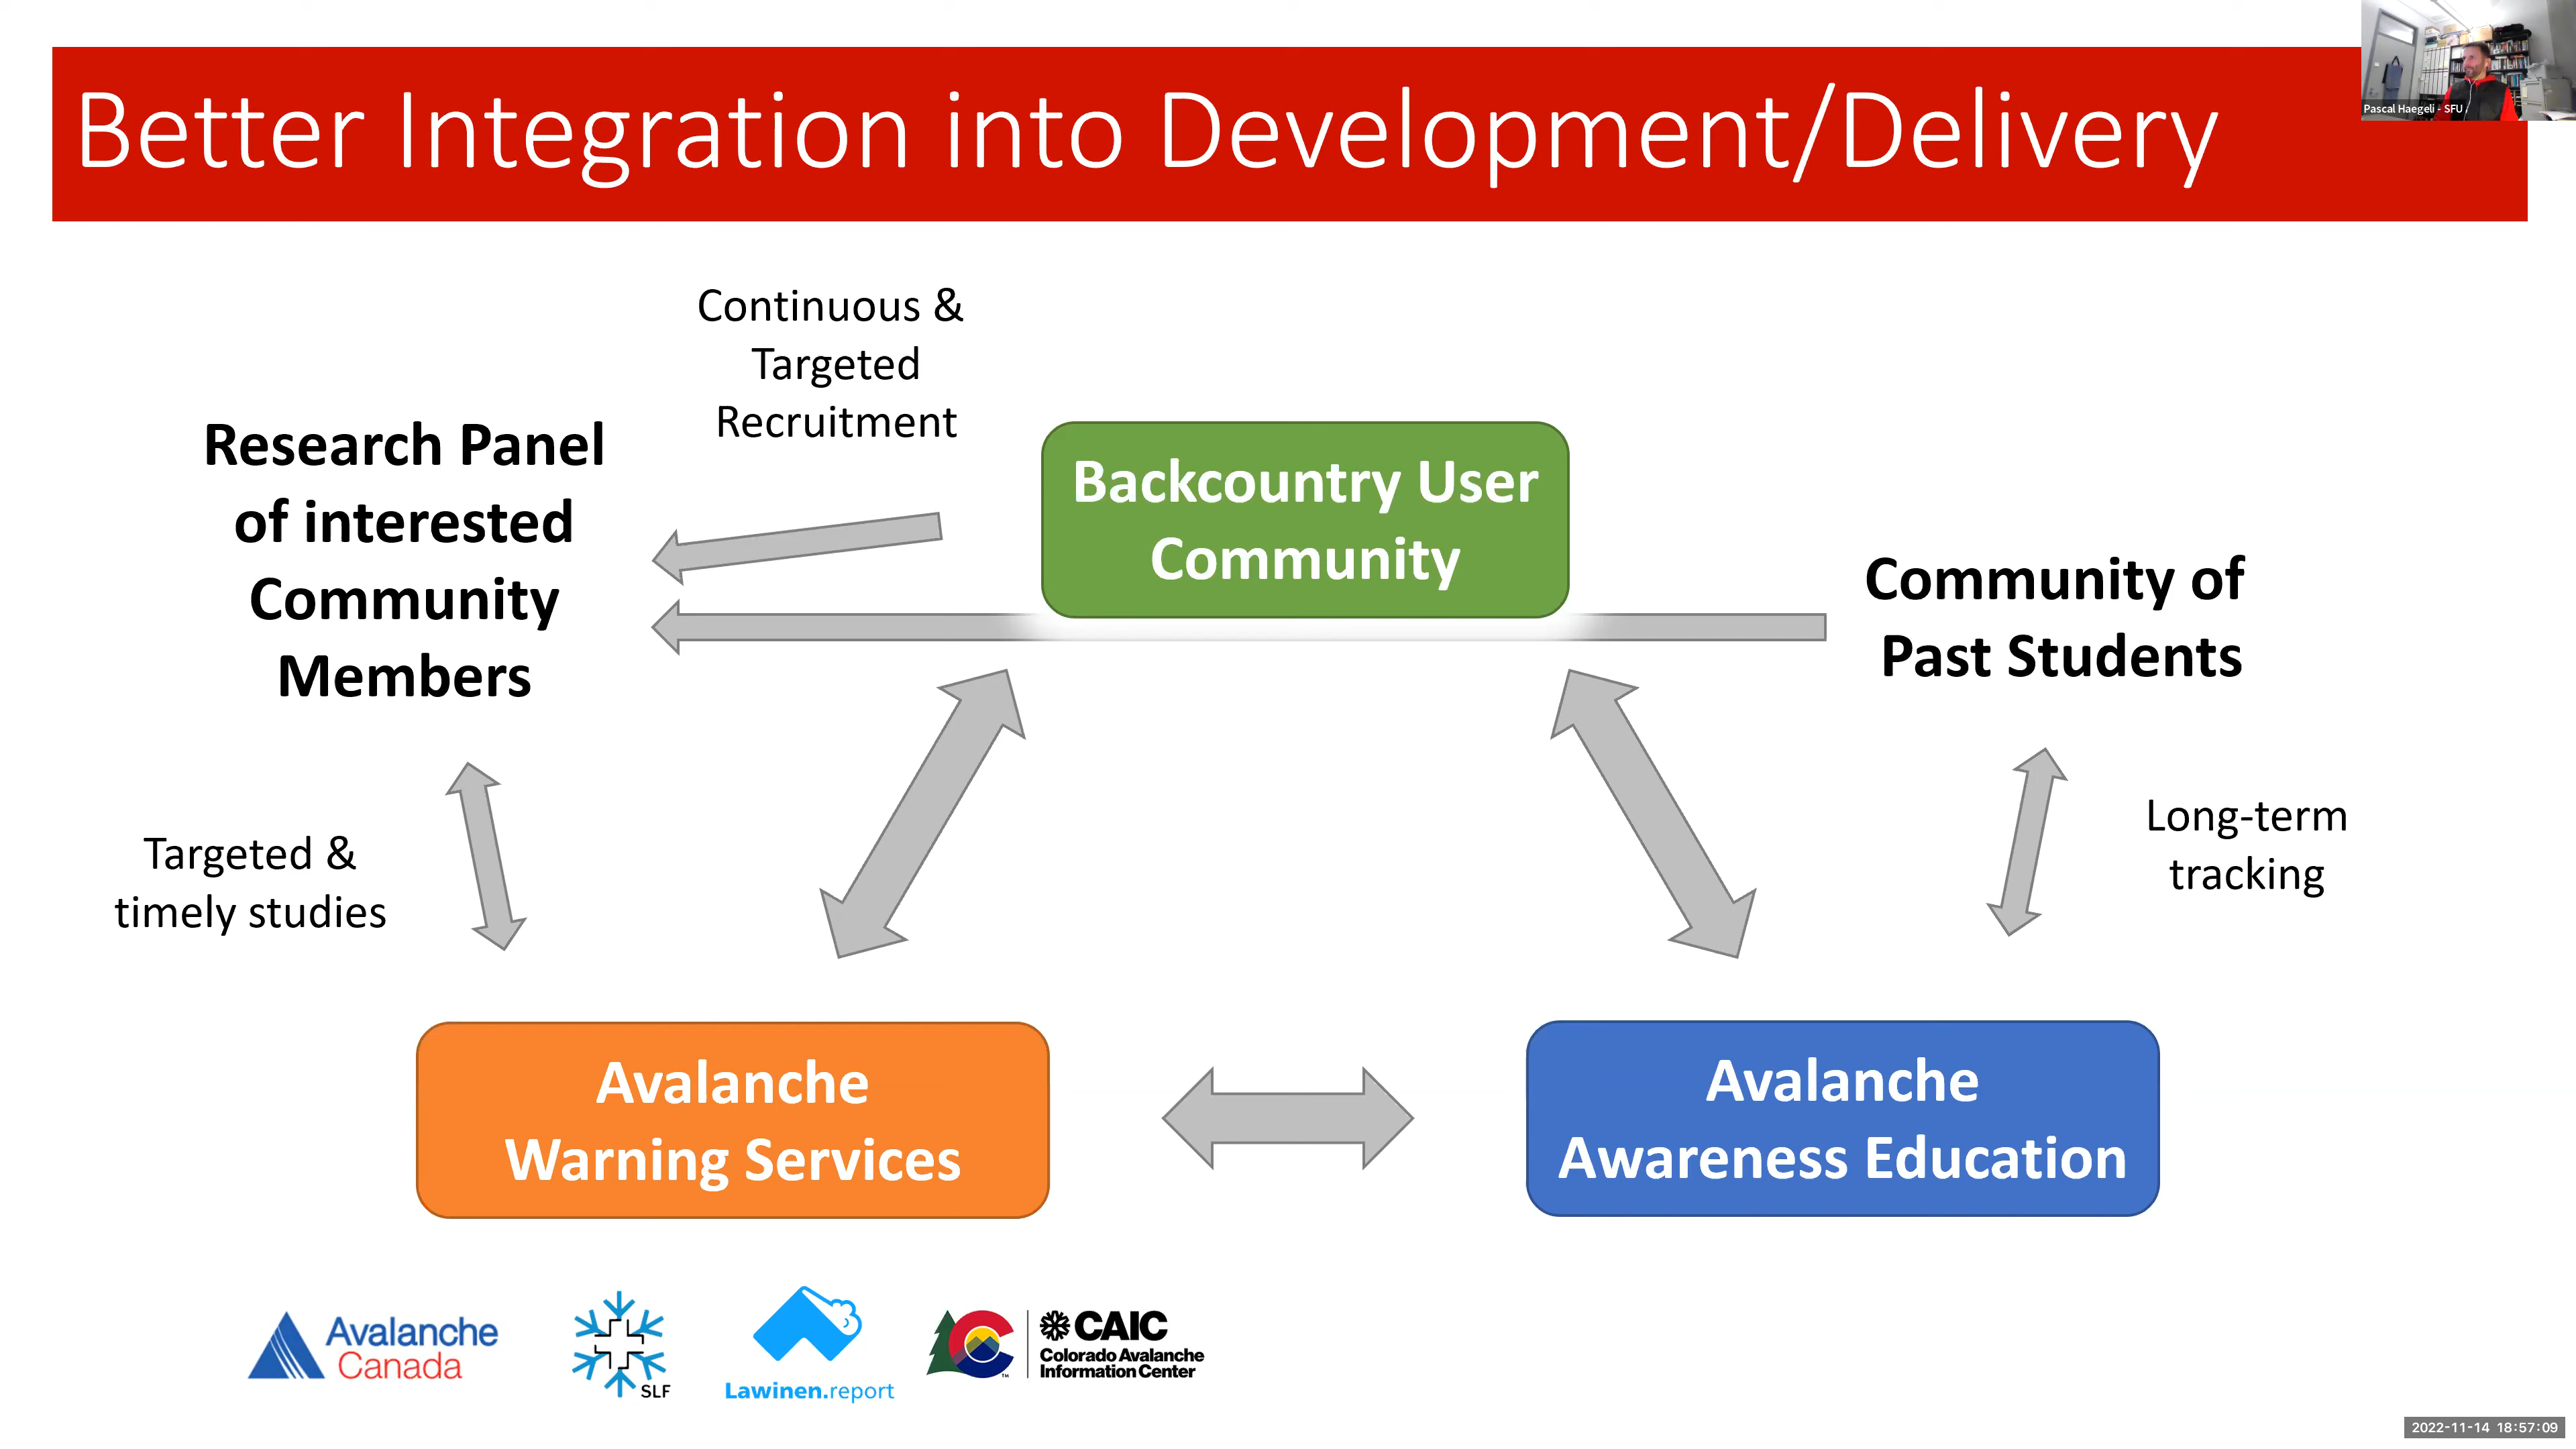 Better Integration into Development/Delivery
Pascal Haegeli - SFU
Continuous &
Targeted
Recruitment
Research Panel
of interested
Community
Members
Backcountry User
Community
Community of
Past Students
Targeted &
timely studies
Long-term
tracking
Avalanche
Warning Services
Avalanche
Awareness Education
Avalanche
Canada
SLF
Lawinen.report
CAIC
Colorado Avalanche
Information Center
TM
2022-11-14 18:57:09